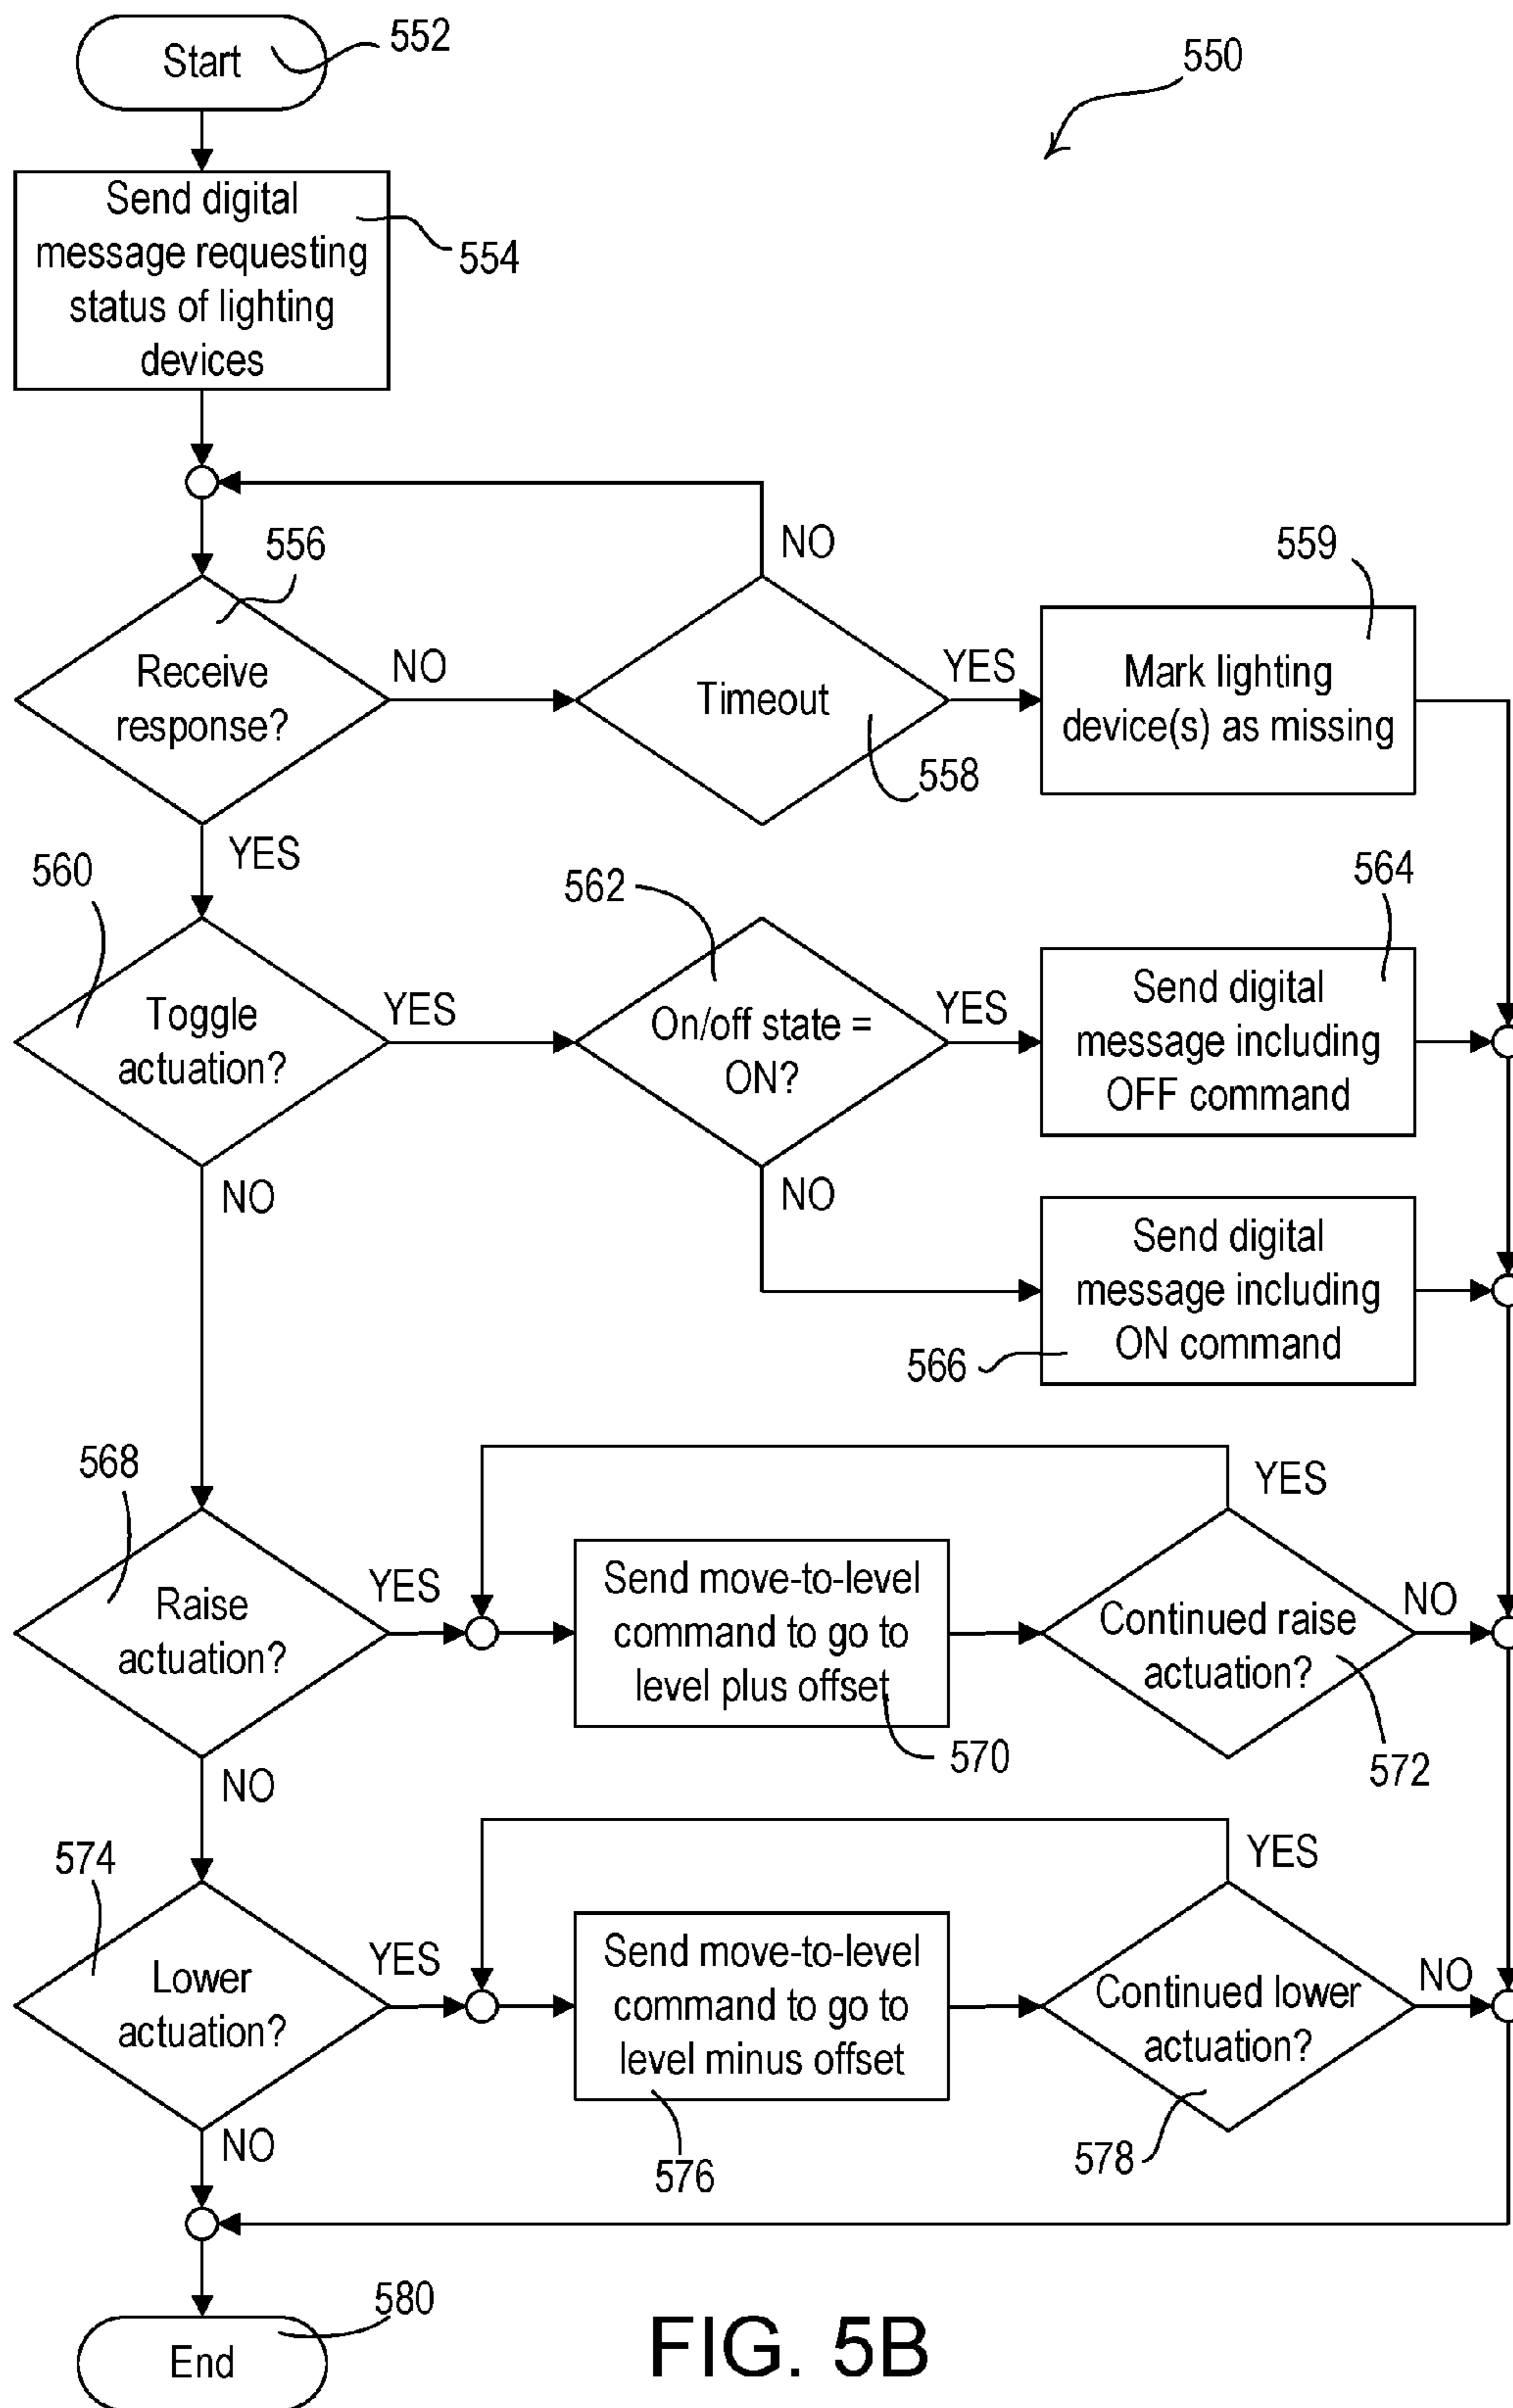 Start
552
550
Send digital
message requesting
status of lighting
devices
554
556
NO
559
Receive
response?
NO
Timeout
YES
Mark lighting
device(s) as missing
558
YES
560
562
564
Toggle
actuation?
YES
On/off state =
ON?
YES
Send digital
message including
OFF command
NO
NO
Send digital
message including
ON command
566
568
YES
Raise
actuation?
YES
Send move-to-level
command to go to
level plus offset
Continued raise
actuation?
NO
570
572
NO
574
YES
Lower
actuation?
YES
Send move-to-level
command to go to
level minus offset
Continued lower
actuation?
NO
576
578
NO
580
End
FIG. 5B